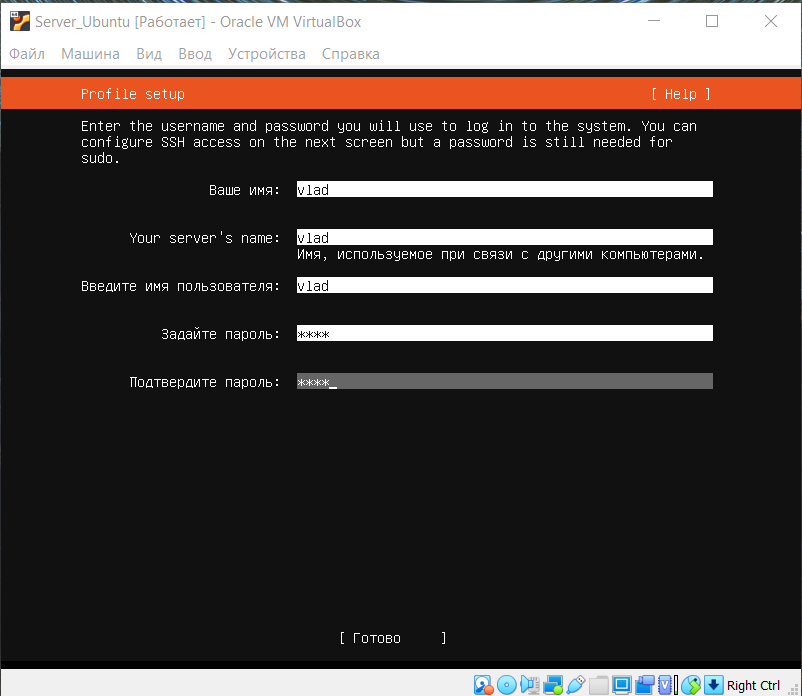 Server_Ubuntu [Работает] - Oracle VM VirtualBox
Файл Машина Вид Ввод Устройства Справка
Profile setup [ Help ]
Enter the username and password you will use to log in to the system. You can
configure SSH access on the next screen but a password is still needed for
sudo.
Ваше имя: vlad
Your server's name: vlad
Имя, используемое при связи с другими компьютерами.
Введите имя пользователя: vlad
Задайте пароль: ****
Подтвердите пароль: ****_
[ Готово ]
Right Ctrl